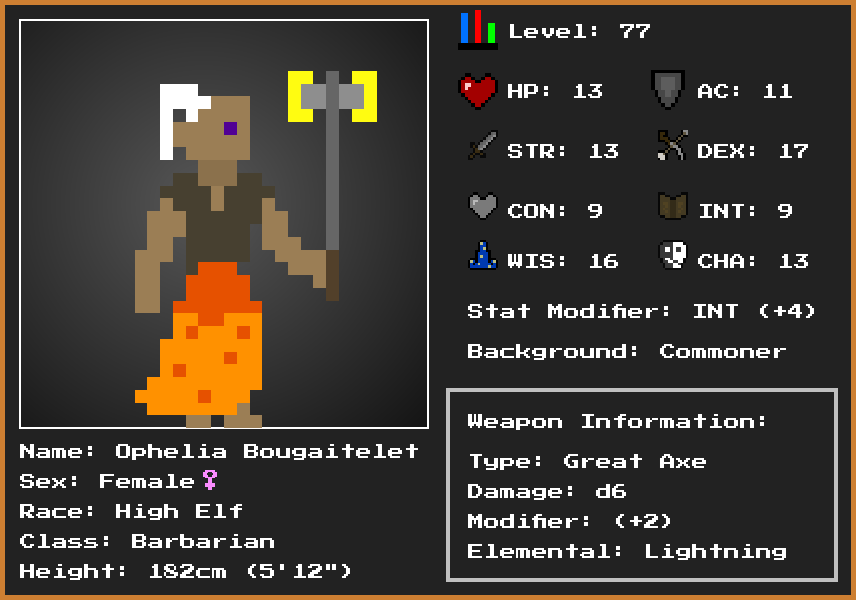 Level: 77
HP: 13
AC: 11
STR: 13
DEX: 17
CON: 9
INT: 9
WIS: 16
CHA: 13
Stat Modifier: INT (+4)
Background: Commoner
Weapon Information:
Type: Great Axe
Damage: d6
Modifier: (+2)
Elemental: Lightning
Name: Ophelia Bougaitelet
Sex: Female♀
Race: High Elf
Class: Barbarian
Height: 182cm (5'12")